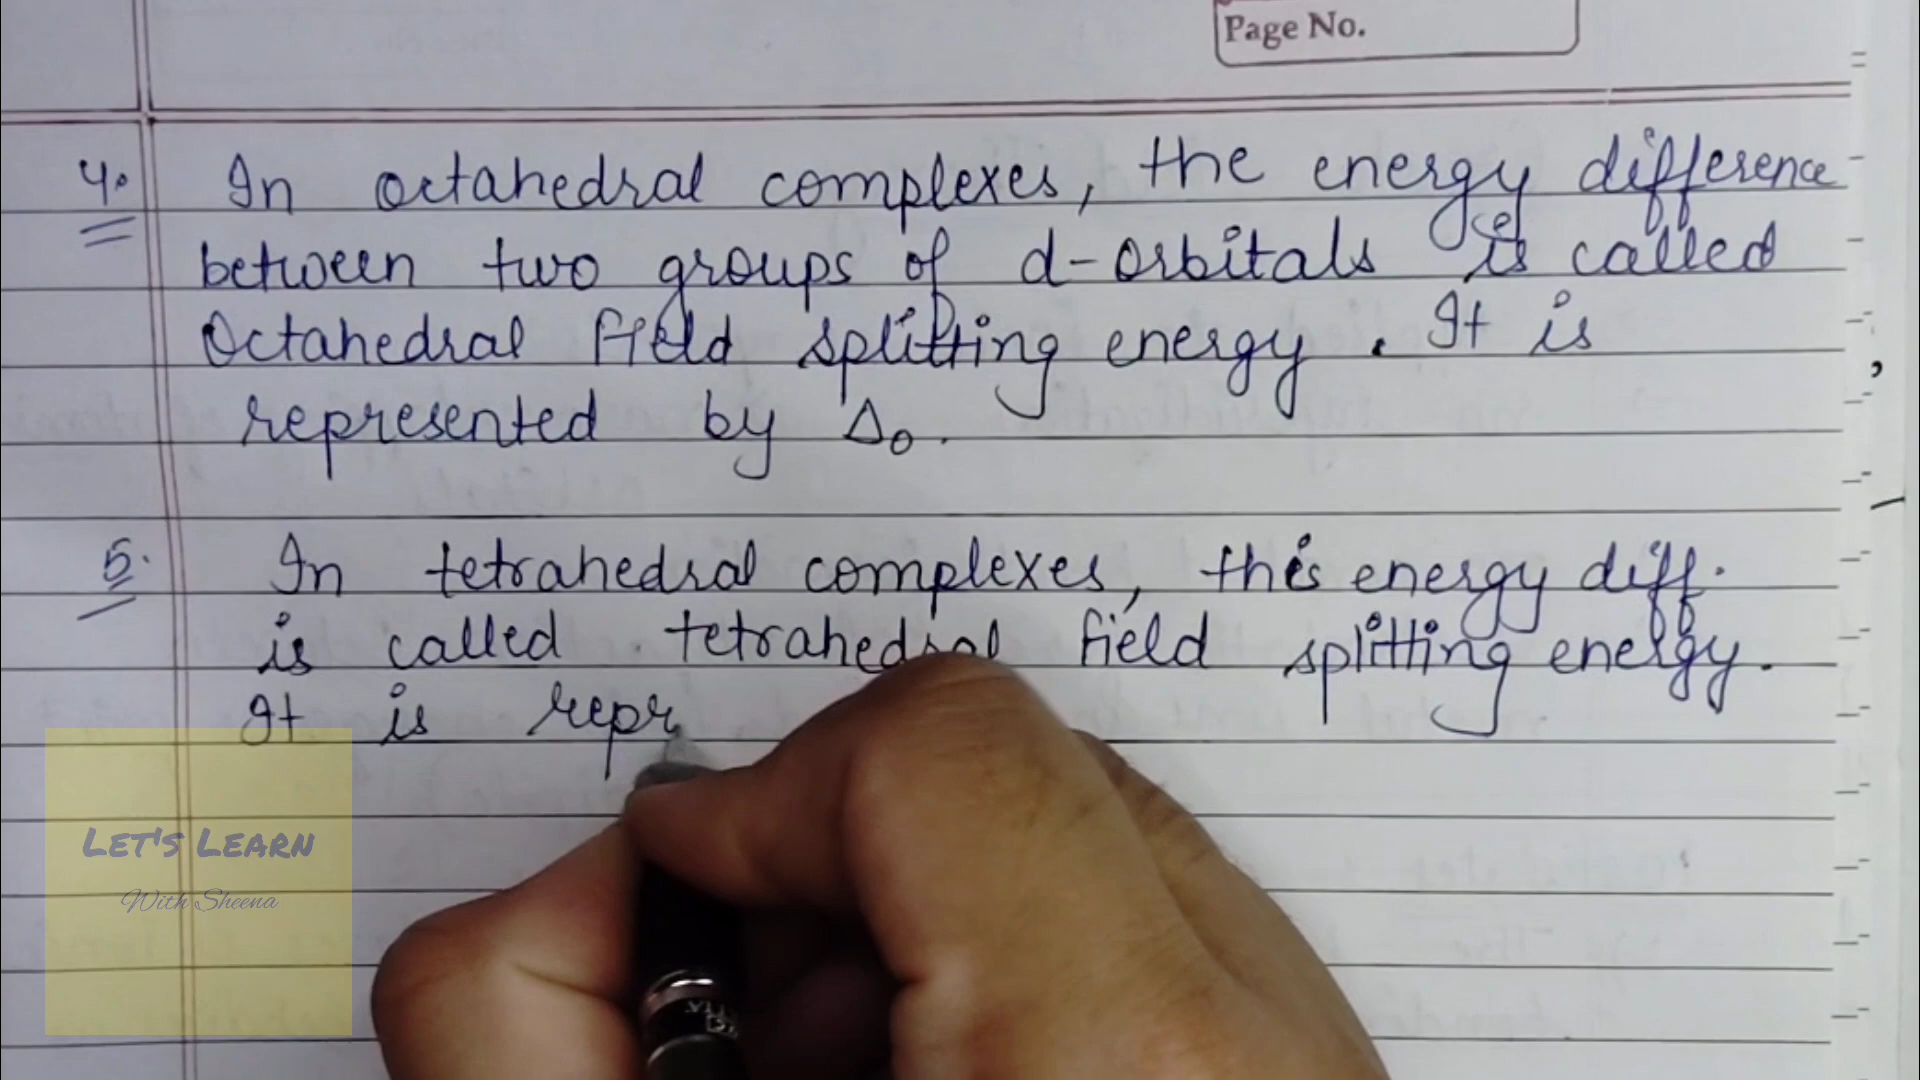 Page No.
4. In octahedral complexes, the energy difference
between two groups of d-orbitals is called
Octahedral field splitting energy. It is
represented by Δo.
5. In tetrahedral complexes, this energy diff.
is called tetrahedral field splitting energy.
It is repr
LET'S LEARN
With Sheena